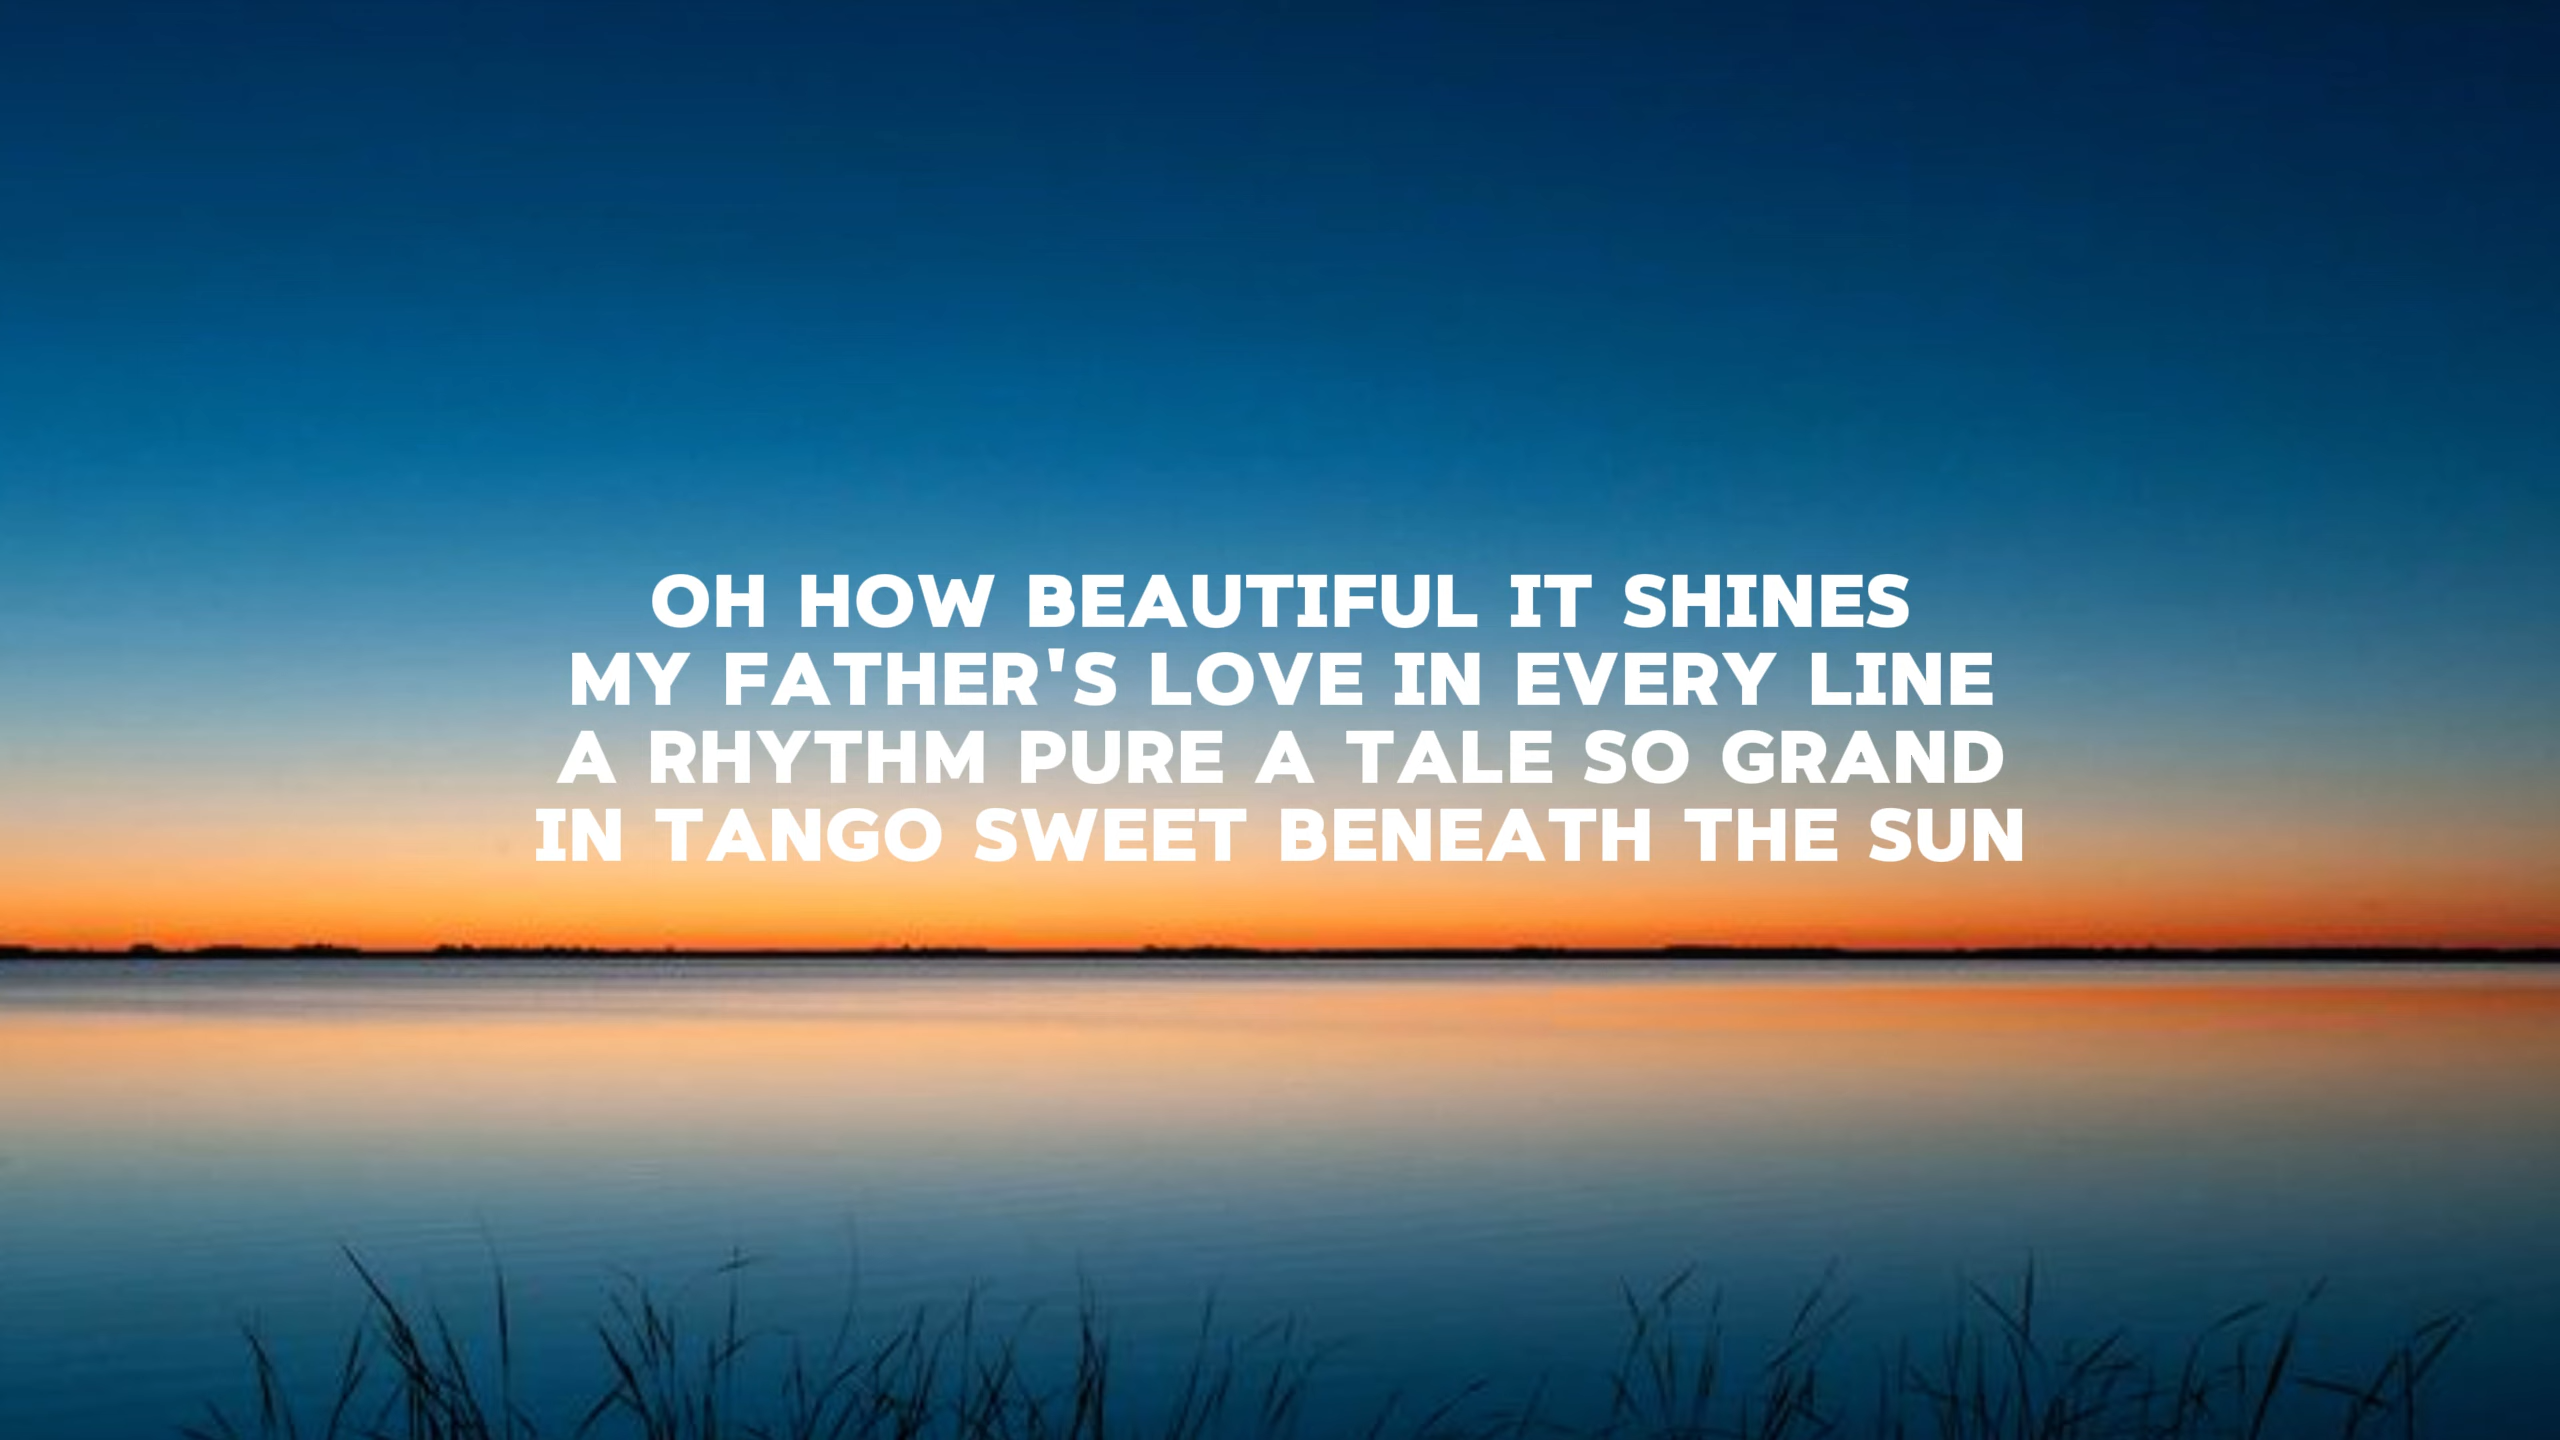 OH HOW BEAUTIFUL IT SHINES
MY FATHER'S LOVE IN EVERY LINE
A RHYTHM PURE A TALE SO GRAND
IN TANGO SWEET BENEATH THE SUN